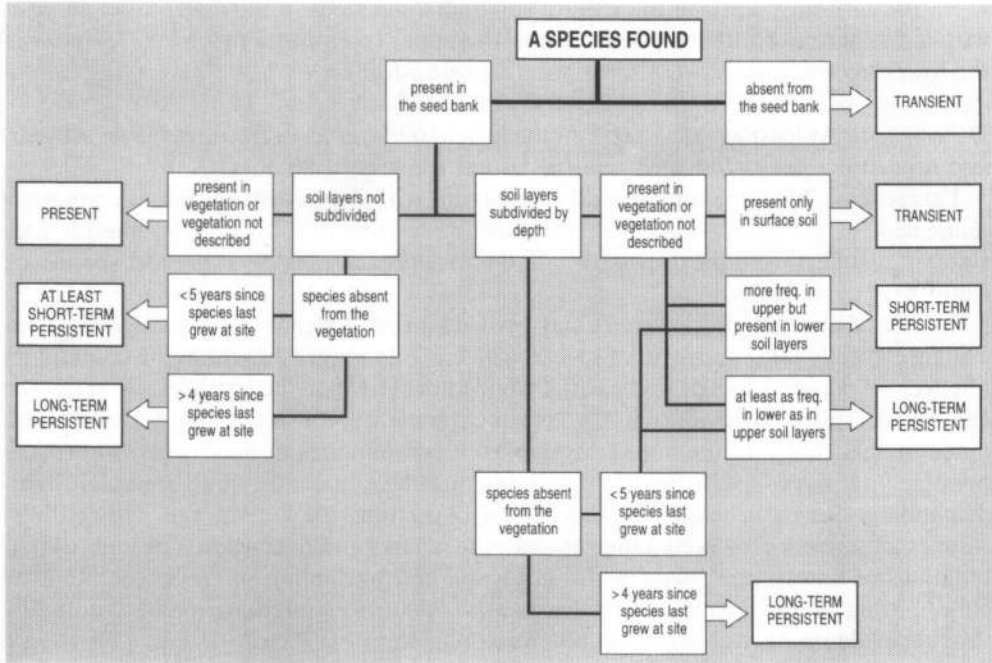 A SPECIES FOUND
present in
the seed bank
absent from
the seed bank
TRANSIENT
PRESENT
present in
vegetation or
vegetation not
described
soil layers not
subdivided
soil layers
subdivided by
depth
present in
vegetation or
vegetation not
described
present only
in surface soil
TRANSIENT
AT LEAST
SHORT-TERM
PERSISTENT
< 5 years since
species last
grew at site
species absent
from the
vegetation
more freq. in
upper but
present in lower
soil layers
SHORT-TERM
PERSISTENT
LONG-TERM
PERSISTENT
> 4 years since
species last
grew at site
at least as freq.
in lower as in
upper soil layers
LONG-TERM
PERSISTENT
species absent
from the
vegetation
< 5 years since
species last
grew at site
> 4 years since
species last
grew at site
LONG-TERM
PERSISTENT